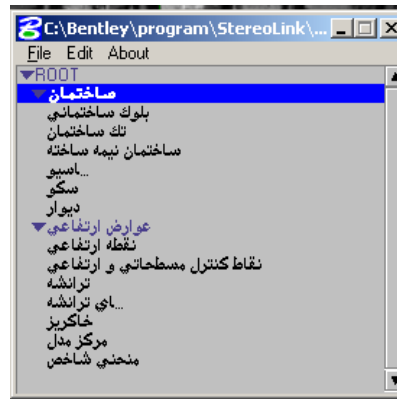 C:\Bentley\program\StereoLink\...
File Edit About
ROOT
ساختمان
بلوك ساختماني
تك ساختمان
ساختمان نيمه ساخته
...اسيو
سكو
ديوار
عوارض ارتفاعي
نقطه ارتفاعي
نقاط كنترل مسطحاتي و ارتفاعي
ترانشه
...اي ترانشه
خاكريز
مركز مدل
منحني شاخص